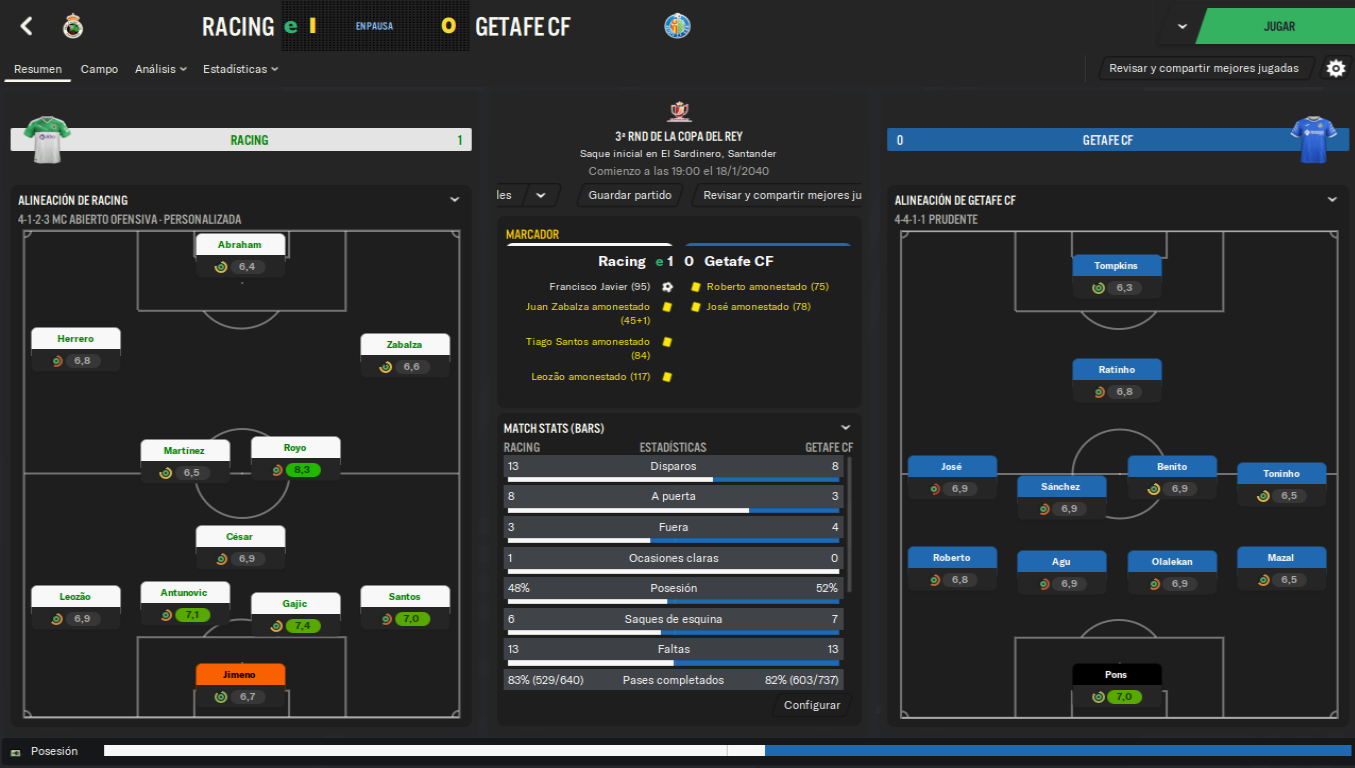 RACING e 1 EN PAUSA 0 GETAFE CF
JUGAR
Resumen Campo Análisis Estadísticas
Revisar y compartir mejores jugadas
RACING 1
3ª RND DE LA COPA DEL REY
Saque inicial en El Sardinero, Santander
Comienzo a las 19:00 el 18/1/2040
0 GETAFE CF
les Guardar partido Revisar y compartir mejores ju
ALINEACIÓN DE RACING
4-1-2-3 MC ABIERTO OFENSIVA - PERSONALIZADA
Abraham
6,4
Herrero
6,8
Zabalza
6,6
Martínez
6,5
Royo
8,3
César
6,9
Leozão
6,9
Antunovic
7,1
Gajic
7,4
Santos
7,0
Jimeno
6,7
MARCADOR
Racing e 1 0 Getafe CF
Francisco Javier (95)
Juan Zabalza amonestado
(45+1)
Tiago Santos amonestado
(84)
Leozão amonestado (117)
Roberto amonestado (75)
José amonestado (78)
MATCH STATS (BARS)
RACING ESTADÍSTICAS GETAFE CF
13 Disparos 8
8 A puerta 3
3 Fuera 4
1 Ocasiones claras 0
48% Posesión 52%
6 Saques de esquina 7
13 Faltas 13
83% (529/640) Pases completados 82% (603/737)
Configurar
ALINEACIÓN DE GETAFE CF
4-4-1-1 PRUDENTE
Tompkins
6,3
Ratinho
6,8
José
6,9
Sánchez
6,9
Benito
6,9
Toninho
6,5
Roberto
6,8
Agu
6,9
Olalekan
6,9
Mazal
6,5
Pons
7,0
Posesión